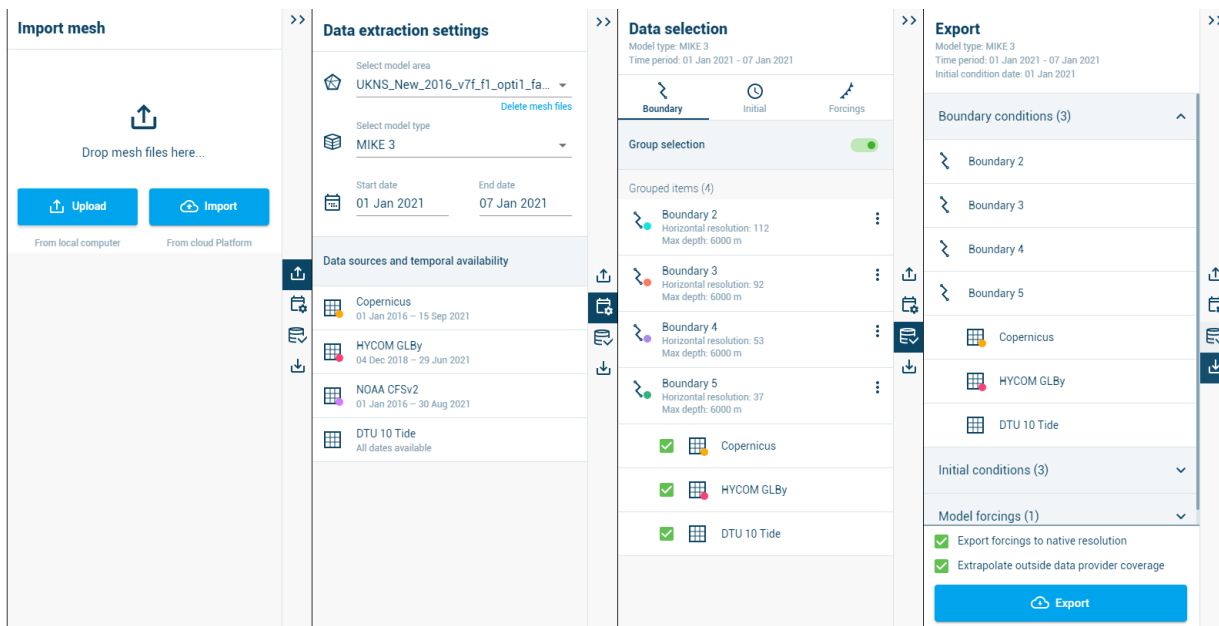 Import mesh
Drop mesh files here...
Upload
Import
From local computer
From cloud Platform
Data extraction settings
Select model area
UKNS_New_2016_v7f_f1_opti1_fa...
Delete mesh files
Select model type
MIKE 3
Start date
End date
01 Jan 2021
07 Jan 2021
Data sources and temporal availability
Copernicus
01 Jan 2016 – 15 Sep 2021
HYCOM GLBy
04 Dec 2018 – 29 Jun 2021
NOAA CFSv2
01 Jan 2016 – 30 Aug 2021
DTU 10 Tide
All dates available
Data selection
Model type: MIKE 3
Time period: 01 Jan 2021 - 07 Jan 2021
Boundary
Initial
Forcings
Group selection
Grouped items (4)
Boundary 2
Horizontal resolution: 112
Max depth: 6000 m
Boundary 3
Horizontal resolution: 92
Max depth: 6000 m
Boundary 4
Horizontal resolution: 53
Max depth: 6000 m
Boundary 5
Horizontal resolution: 37
Max depth: 6000 m
Copernicus
HYCOM GLBy
DTU 10 Tide
Export
Model type: MIKE 3
Time period: 01 Jan 2021 - 07 Jan 2021
Initial condition date: 01 Jan 2021
Boundary conditions (3)
Boundary 2
Boundary 3
Boundary 4
Boundary 5
Copernicus
HYCOM GLBy
DTU 10 Tide
Initial conditions (3)
Model forcings (1)
Export forcings to native resolution
Extrapolate outside data provider coverage
Export